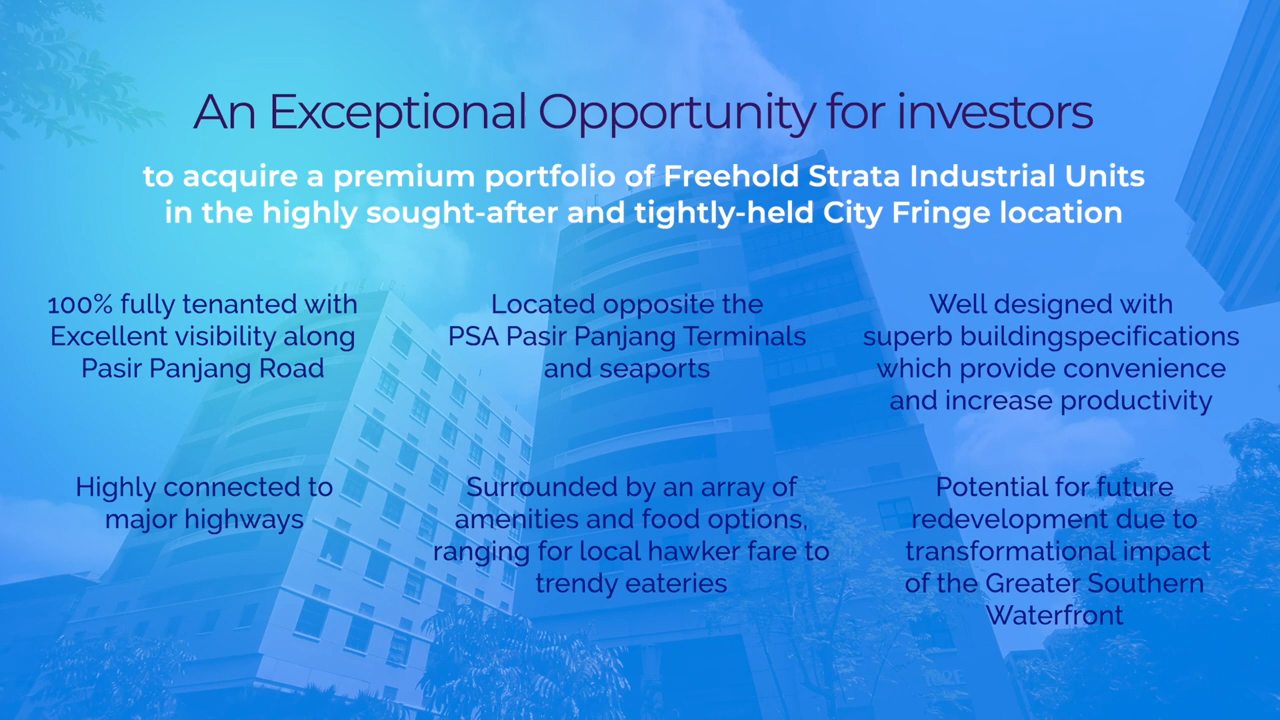 An Exceptional Opportunity for investors
to acquire a premium portfolio of Freehold Strata Industrial Units
in the highly sought-after and tightly-held City Fringe location
100% fully tenanted with
Excellent visibility along
Pasir Panjang Road
Located opposite the
PSA Pasir Panjang Terminals
and seaports
Well designed with
superb buildingspecifications
which provide convenience
and increase productivity
Highly connected to
major highways
Surrounded by an array of
amenities and food options,
ranging for local hawker fare to
trendy eateries
Potential for future
redevelopment due to
transformational impact
of the Greater Southern
Waterfront